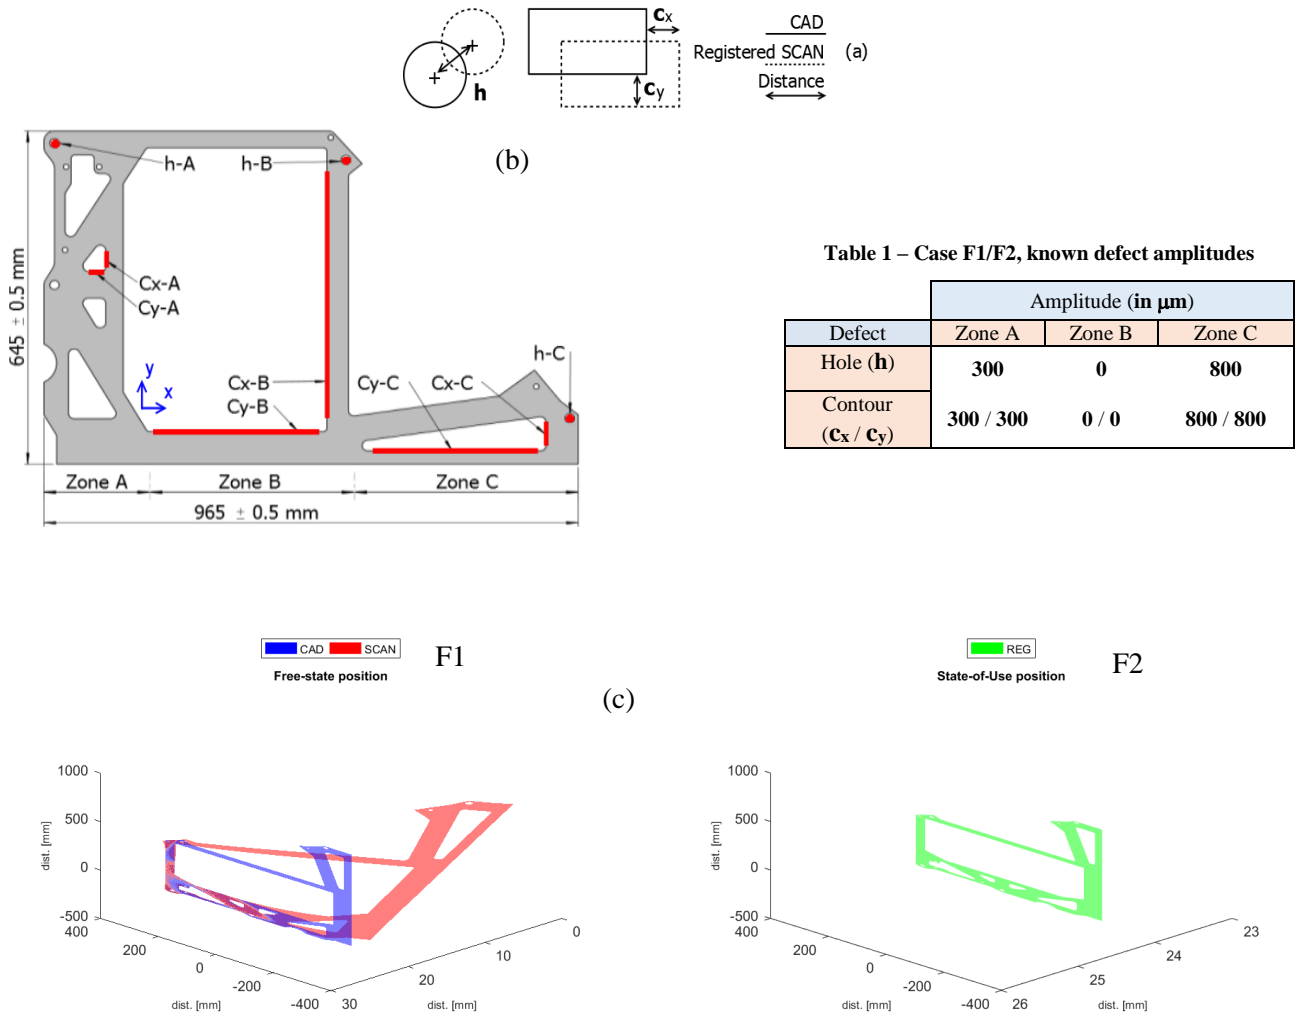 CAD
Registered SCAN
Distance
(a)
h
cx
cy
(b)
h-A
h-B
Cx-A
Cy-A
Cx-B
Cy-B
Cy-C
Cx-C
h-C
y
x
645 ± 0.5 mm
Zone A
Zone B
Zone C
965 ± 0.5 mm
Table 1 – Case F1/F2, known defect amplitudes
Amplitude (in μm)
Defect Zone A Zone B Zone C
Hole (h) 300 0 800
Contour
(cx / cy) 300 / 300 0 / 0 800 / 800
CAD SCAN
F1
Free-state position
REG
F2
State-of-Use position
(c)
1000
500
0
-500
dist. [mm]
400
200
0
-200
-400
dist. [mm]
30
20
10
0
dist. [mm]
1000
500
0
-500
dist. [mm]
400
200
0
-200
-400
dist. [mm]
26
25
24
23
dist. [mm]